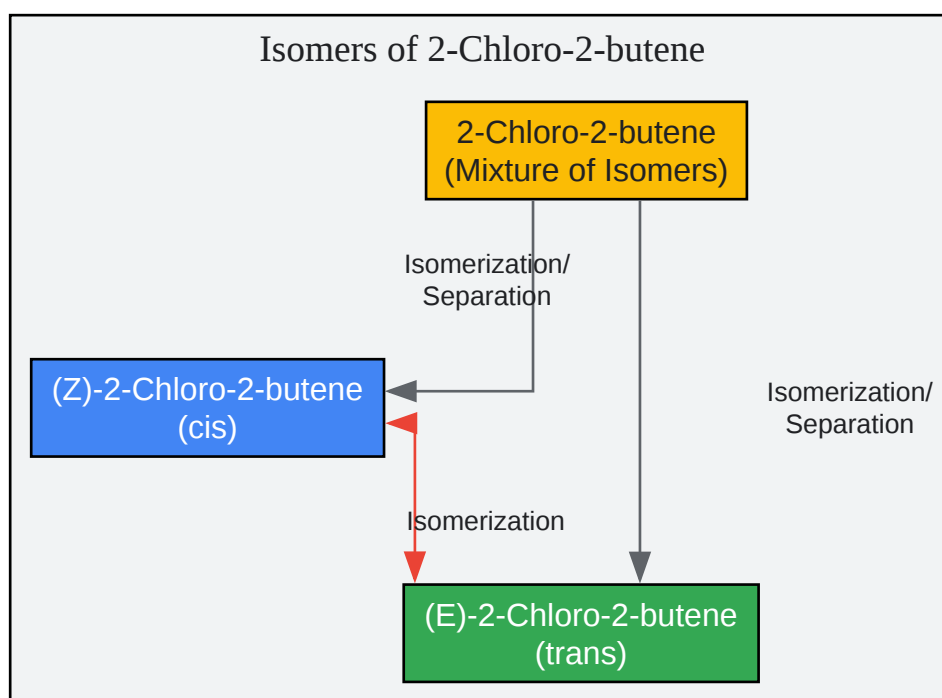 Isomers of 2-Chloro-2-butene
2-Chloro-2-butene
(Mixture of Isomers)
Isomerization/
Separation
(Z)-2-Chloro-2-butene
(cis)
Isomerization/
Separation
Isomerization
(E)-2-Chloro-2-butene
(trans)